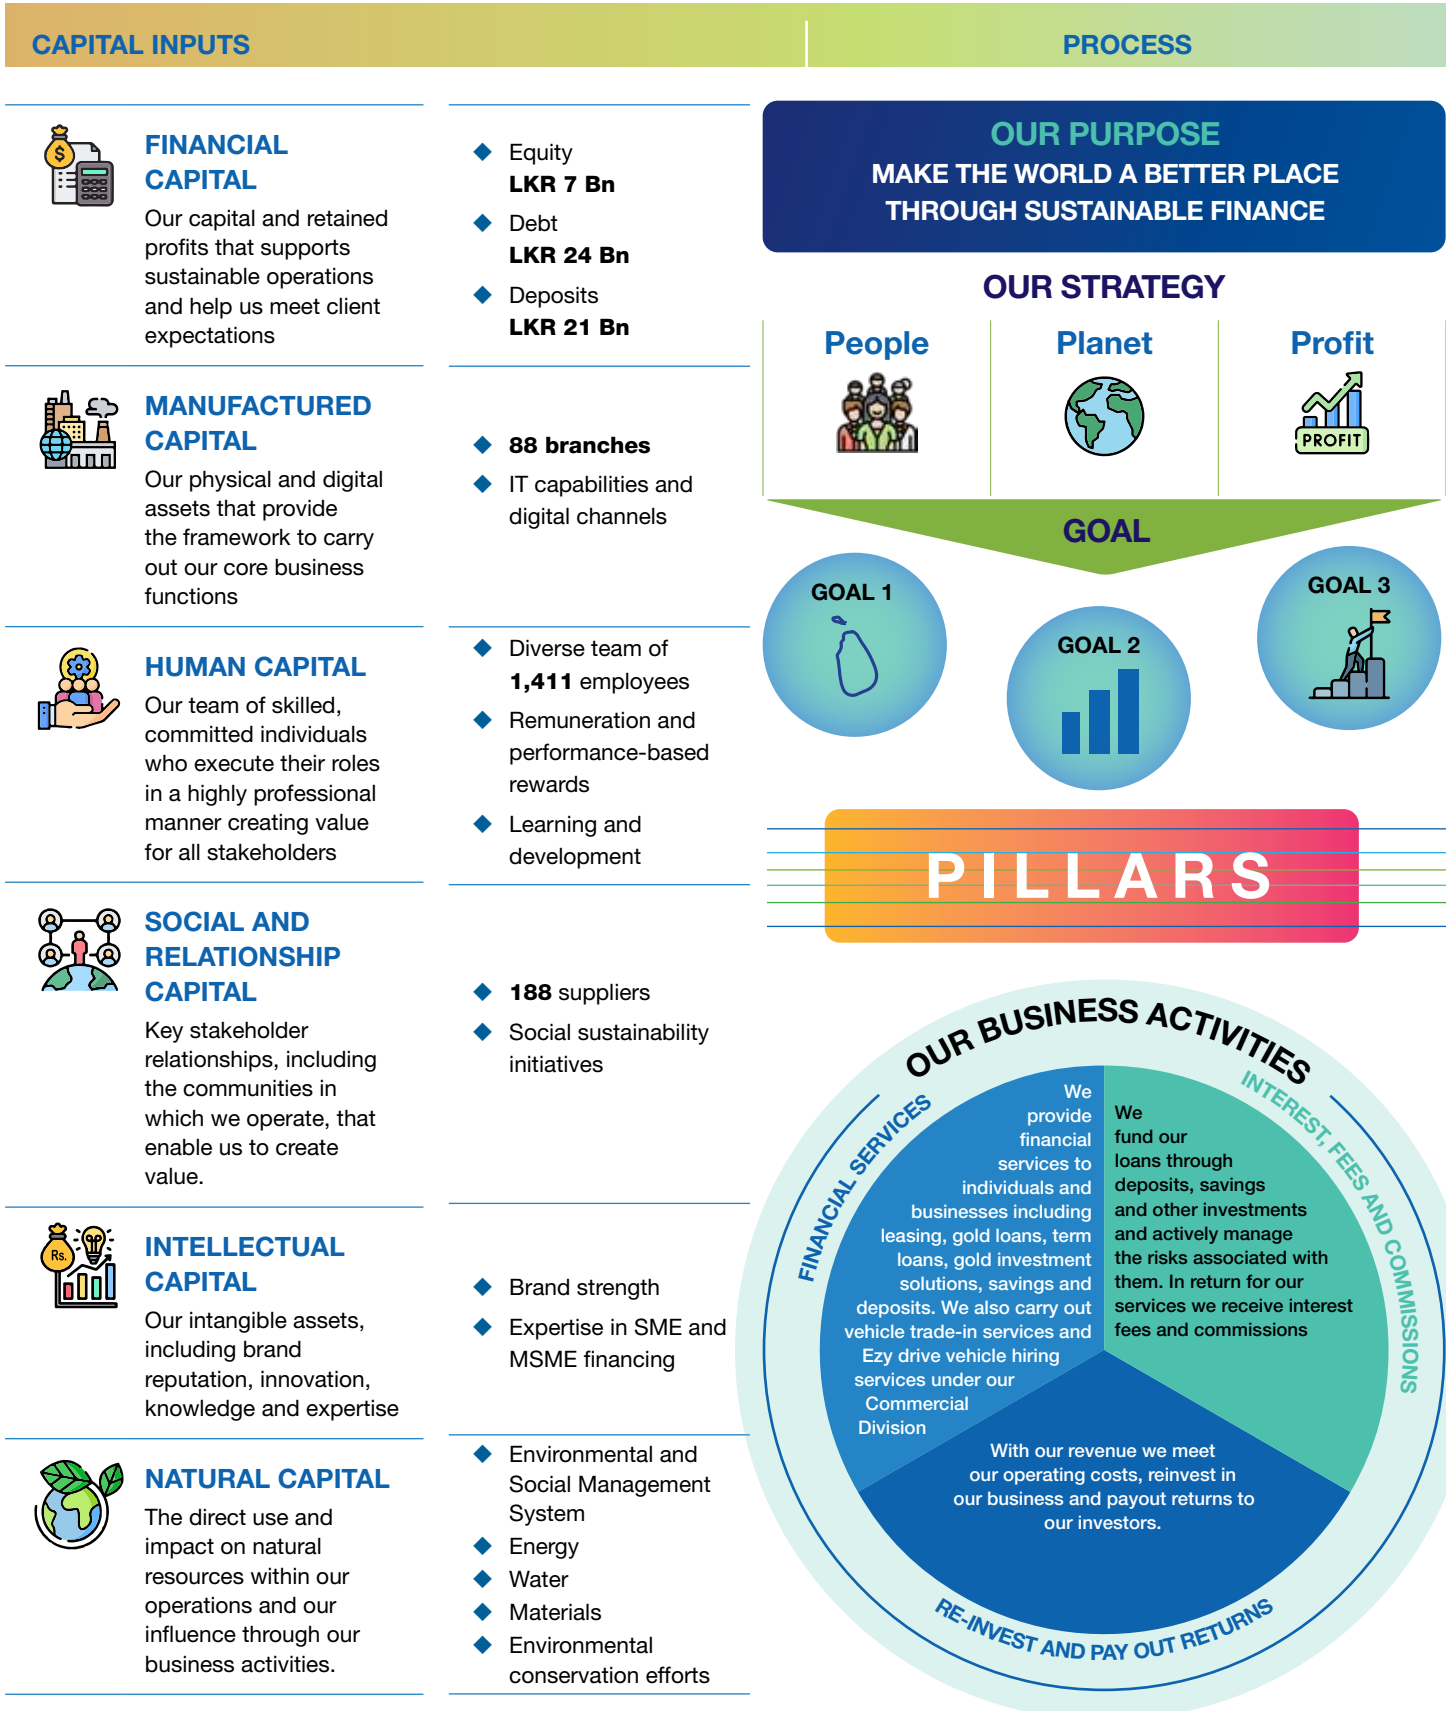 CAPITAL INPUTS
PROCESS
FINANCIAL
CAPITAL
Our capital and retained
profits that supports
sustainable operations
and help us meet client
expectations
Equity
LKR 7 Bn
Debt
LKR 24 Bn
Deposits
LKR 21 Bn
MANUFACTURED
CAPITAL
Our physical and digital
assets that provide
the framework to carry
out our core business
functions
88 branches
IT capabilities and
digital channels
HUMAN CAPITAL
Our team of skilled,
committed individuals
who execute their roles
in a highly professional
manner creating value
for all stakeholders
Diverse team of
1,411 employees
Remuneration and
performance-based
rewards
Learning and
development
SOCIAL AND
RELATIONSHIP
CAPITAL
Key stakeholder
relationships, including
the communities in
which we operate, that
enable us to create
value.
188 suppliers
Social sustainability
initiatives
Rs.
INTELLECTUAL
CAPITAL
Our intangible assets,
including brand
reputation, innovation,
knowledge and expertise
Brand strength
Expertise in SME and
MSME financing
NATURAL CAPITAL
The direct use and
impact on natural
resources within our
operations and our
influence through our
business activities.
Environmental and
Social Management
System
Energy
Water
Materials
Environmental
conservation efforts
OUR PURPOSE
MAKE THE WORLD A BETTER PLACE
THROUGH SUSTAINABLE FINANCE
OUR STRATEGY
People
Planet
Profit
PROFIT
GOAL
GOAL 1
GOAL 2
GOAL 3
PILLARS
OUR BUSINESS ACTIVITIES
FINANCIAL SERVICES
We
provide
financial
services to
individuals and
businesses including
leasing, gold loans, term
loans, gold investment
solutions, savings and
deposits. We also carry out
vehicle trade-in services and
Ezy drive vehicle hiring
services under our
Commercial
Division
INTEREST, FEES AND COMMISSIONS
We
fund our
loans through
deposits, savings
and other investments
and actively manage
the risks associated with
them. In return for our
services we receive interest
fees and commissions
With our revenue we meet
our operating costs, reinvest in
our business and payout returns to
our investors.
RE-INVEST AND PAY OUT RETURNS